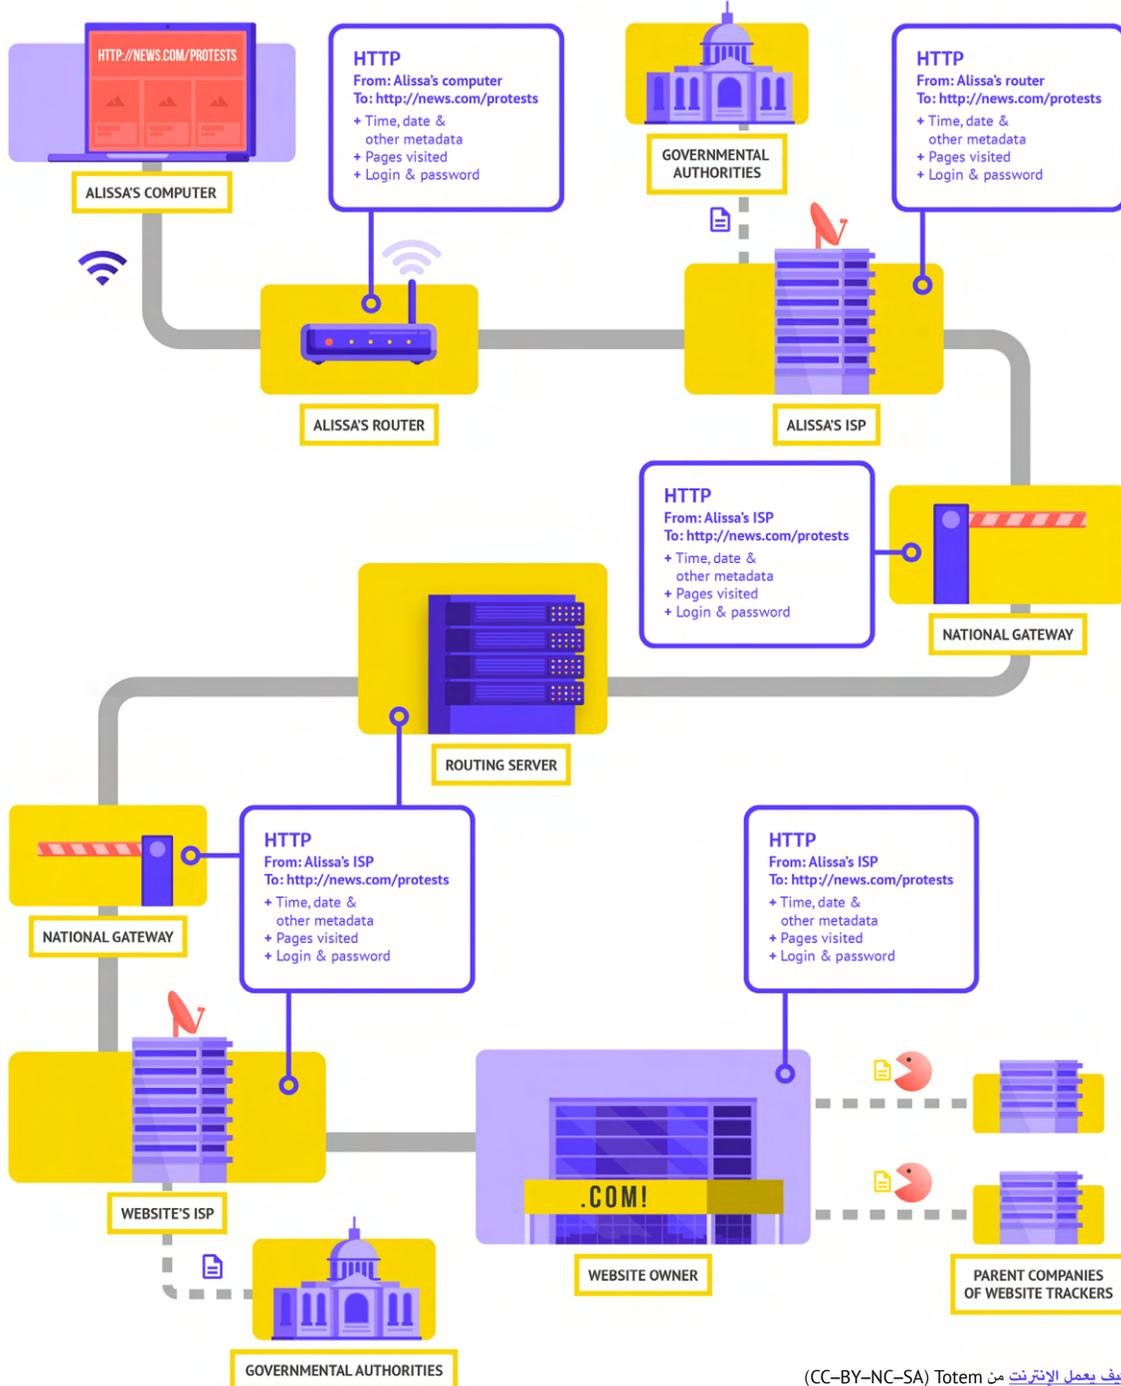 HTTP://NEWS.COM/PROTESTS
ALISSA'S COMPUTER
HTTP
From: Alissa's computer
To: http://news.com/protests
+ Time, date &
other metadata
+ Pages visited
+ Login & password
GOVERNMENTAL
AUTHORITIES
HTTP
From: Alissa's router
To: http://news.com/protests
+ Time, date &
other metadata
+ Pages visited
+ Login & password
ALISSA'S ROUTER
ALISSA'S ISP
HTTP
From: Alissa's ISP
To: http://news.com/protests
+ Time, date &
other metadata
+ Pages visited
+ Login & password
NATIONAL GATEWAY
ROUTING SERVER
NATIONAL GATEWAY
HTTP
From: Alissa's ISP
To: http://news.com/protests
+ Time, date &
other metadata
+ Pages visited
+ Login & password
HTTP
From: Alissa's ISP
To: http://news.com/protests
+ Time, date &
other metadata
+ Pages visited
+ Login & password
WEBSITE'S ISP
.COM!
WEBSITE OWNER
PARENT COMPANIES
OF WEBSITE TRACKERS
GOVERNMENTAL AUTHORITIES
يعمل الإنترنت من Totem (CC–BY–NC–SA)